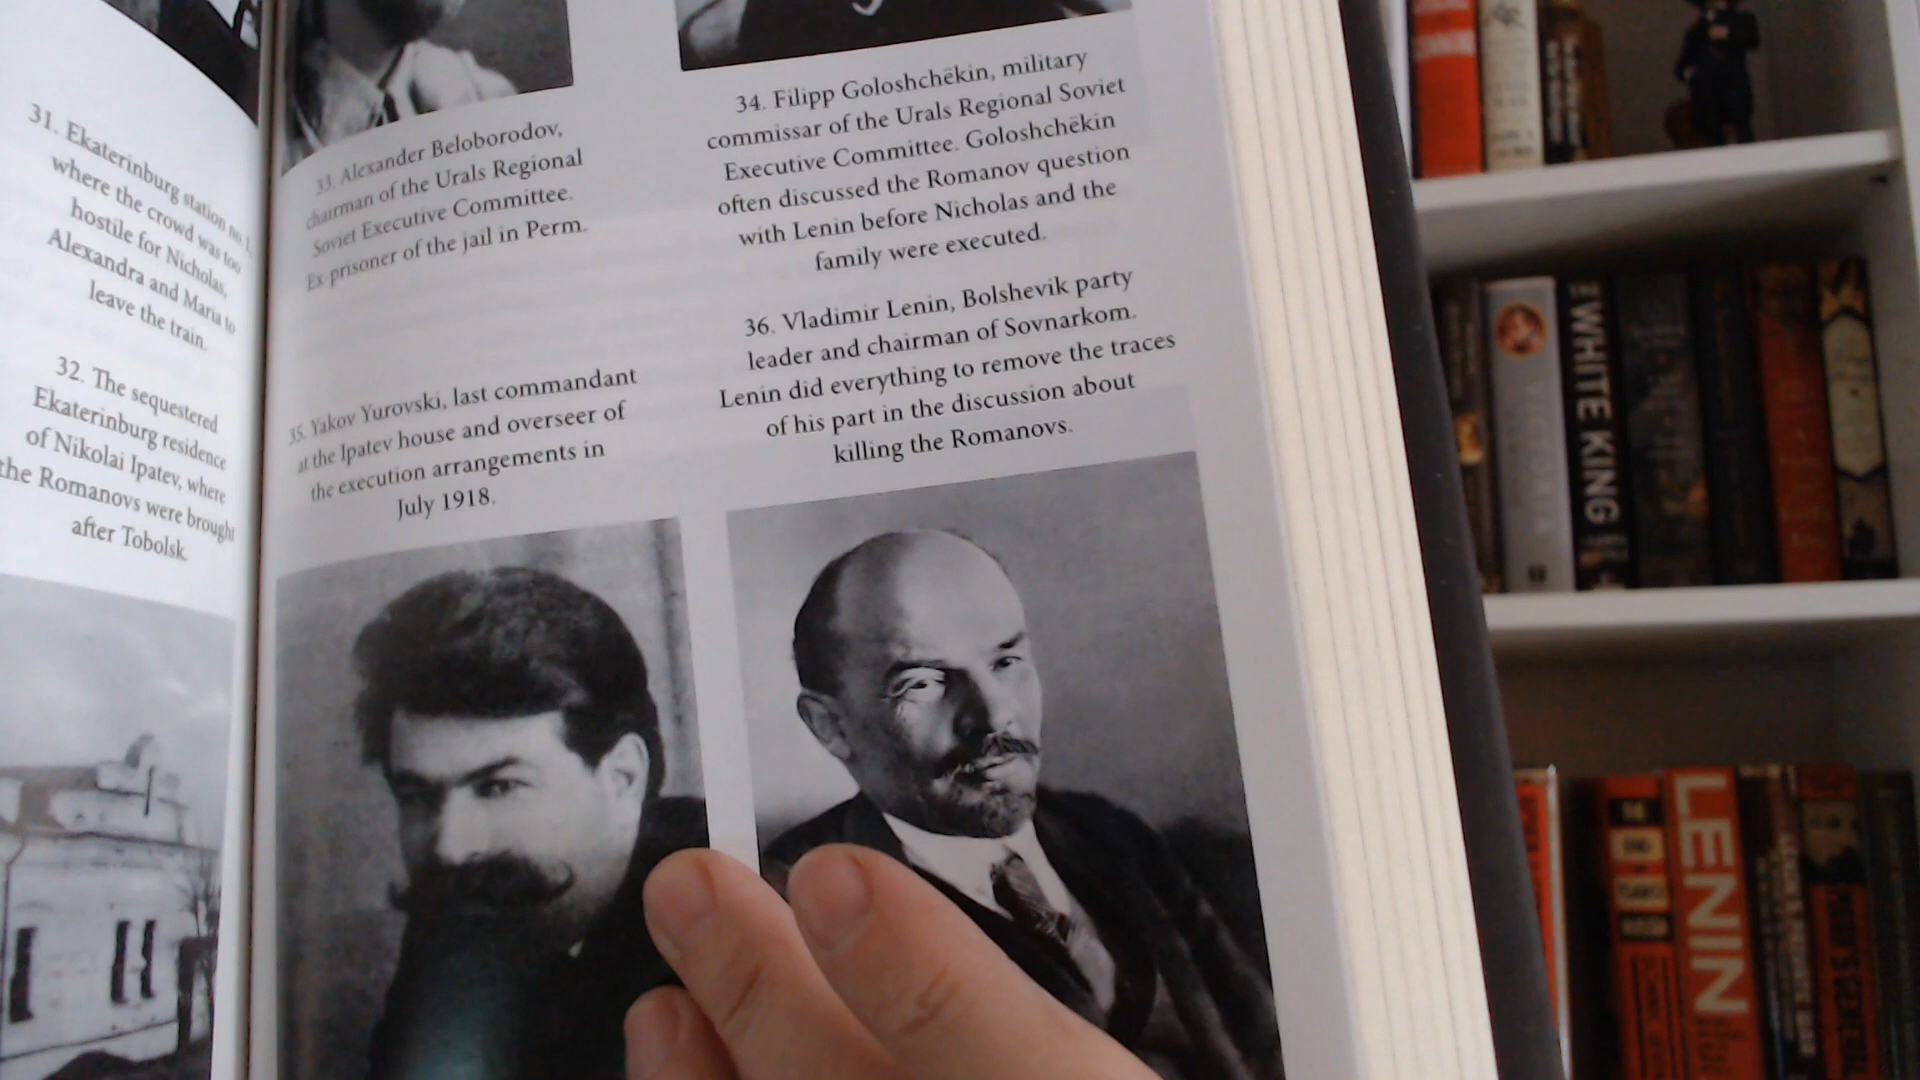 31. Ekaterinburg station no 1,
where the crowd was too
hostile for Nicholas,
Alexandra and Maria to
leave the train.
32. The sequestered
Ekaterinburg residence
of Nikolai Ipatev, where
the Romanovs were brought
after Tobolsk.
33. Alexander Beloborodov,
chairman of the Urals Regional
Soviet Executive Committee.
Ex-prisoner of the jail in Perm.
34. Filipp Goloshchëkin, military
commissar of the Urals Regional Soviet
Executive Committee. Goloshchëkin
often discussed the Romanov question
with Lenin before Nicholas and the
family were executed.
35. Yakov Yurovski, last commandant
at the Ipatev house and overseer of
the execution arrangements in
July 1918.
36. Vladimir Lenin, Bolshevik party
leader and chairman of Sovnarkom.
Lenin did everything to remove the traces
of his part in the discussion about
killing the Romanovs.
WHITE KING
LENIN